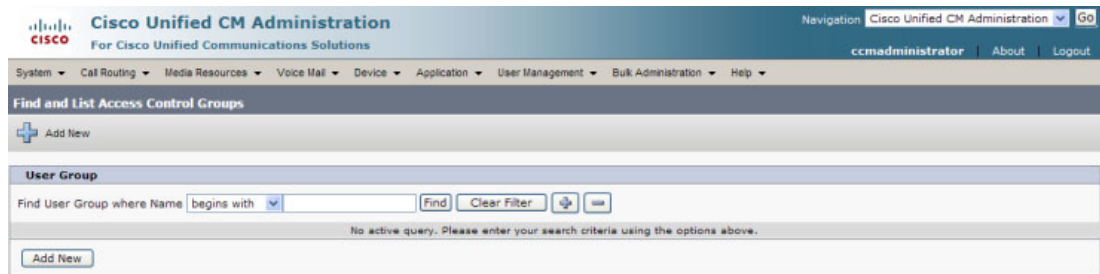 Cisco Unified CM Administration
Navigation Cisco Unified CM Administration Go
CISCO
For Cisco Unified Communications Solutions
ccmadministrator | About | Logout
System Call Routing Media Resources Voice Mail Device Application User Management Bulk Administration Help
Find and List Access Control Groups
Add New
User Group
Find User Group where Name begins with Find Clear Filter
No active query. Please enter your search criteria using the options above.
Add New